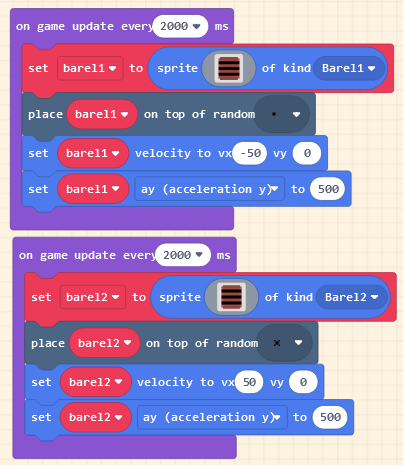 on game update every 2000 ms
set barel1 to sprite of kind Barel1
place barel1 on top of random
set barel1 velocity to vx -50 vy 0
set barel1 ay (acceleration y) to 500
on game update every 2000 ms
set barel2 to sprite of kind Barel2
place barel2 on top of random
set barel2 velocity to vx 50 vy 0
set barel2 ay (acceleration y) to 500